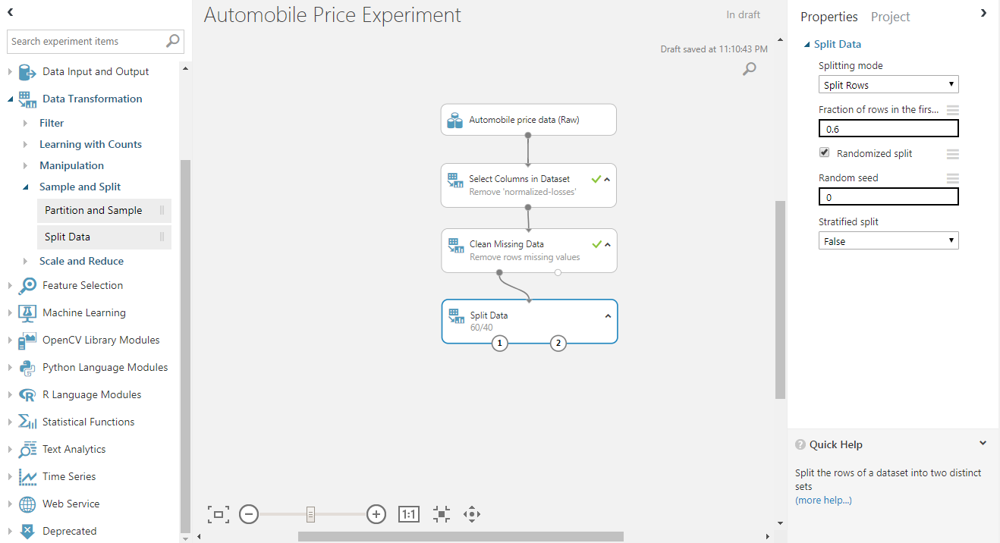 Search experiment items
Data Input and Output
Data Transformation
Filter
Learning with Counts
Manipulation
Sample and Split
Partition and Sample
Split Data
Scale and Reduce
Feature Selection
Machine Learning
OpenCV Library Modules
Python Language Modules
R Language Modules
Statistical Functions
Text Analytics
Time Series
Web Service
Deprecated
Automobile Price Experiment
In draft
Draft saved at 11:10:43 PM
Automobile price data (Raw)
Select Columns in Dataset
Remove 'normalized-losses'
Clean Missing Data
Remove rows missing values
Split Data
60/40
1 2
1:1
Properties Project
Split Data
Splitting mode
Split Rows
Fraction of rows in the firs...
0.6
Randomized split
Random seed
0
Stratified split
False
? Quick Help
Split the rows of a dataset into two distinct
sets
(more help...)